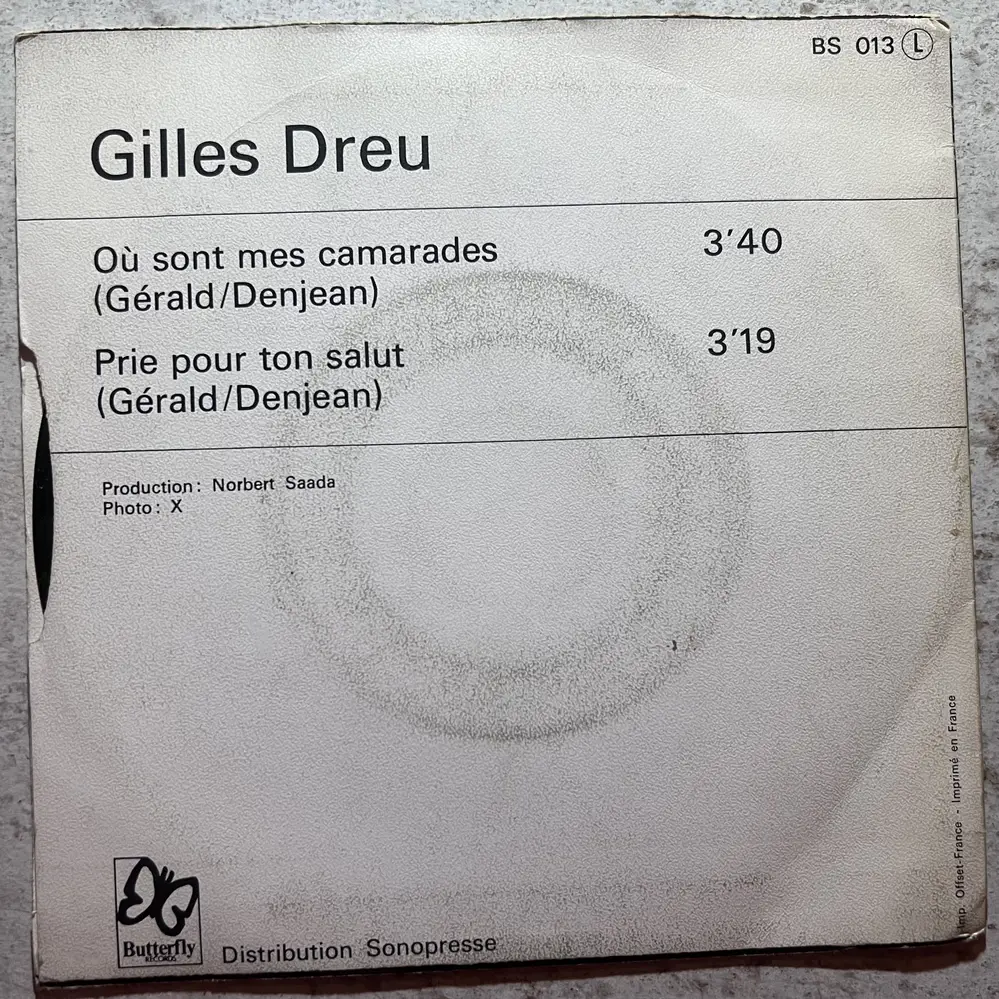 BS 013 L
Gilles Dreu
Où sont mes camarades 3'40
(Gérald/Denjean)
Prie pour ton salut 3'19
(Gérald/Denjean)
Production: Norbert Saada
Photo: X
Butterfly
RECORDS
Distribution Sonopresse
Imp. Offset-France - Imprimé en France